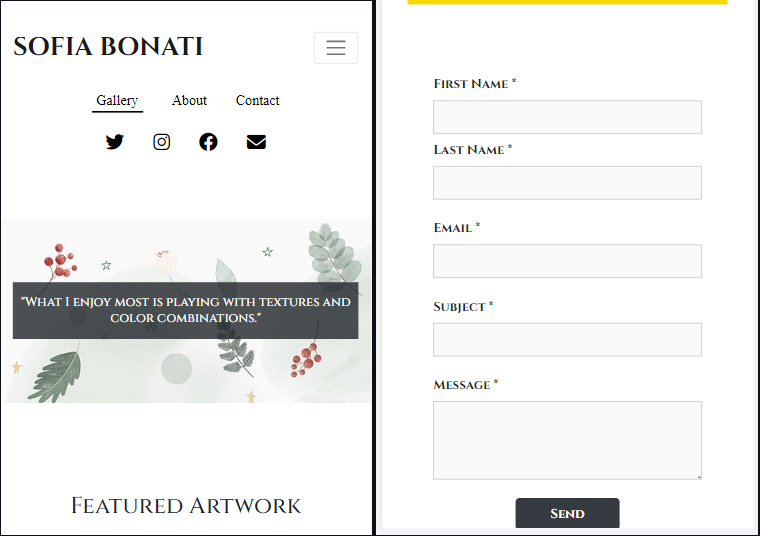 SOFIA BONATI
Gallery About Contact
"What I enjoy most is playing with textures and
color combinations."
Featured Artwork
First Name *
Last Name *
Email *
Subject *
Message *
Send